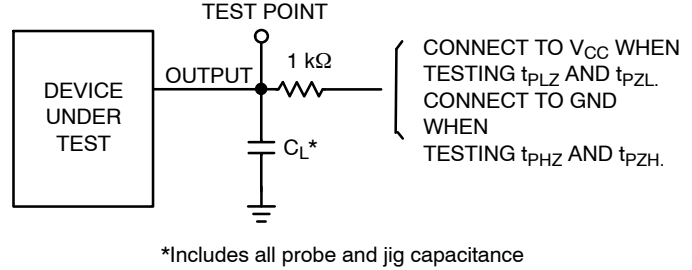 TEST POINT
DEVICE
UNDER
TEST
OUTPUT
1 kΩ
CL*
CONNECT TO VCC WHEN
TESTING tPLZ AND tPZL.
CONNECT TO GND
WHEN
TESTING tPHZ AND tPZH.
*Includes all probe and jig capacitance